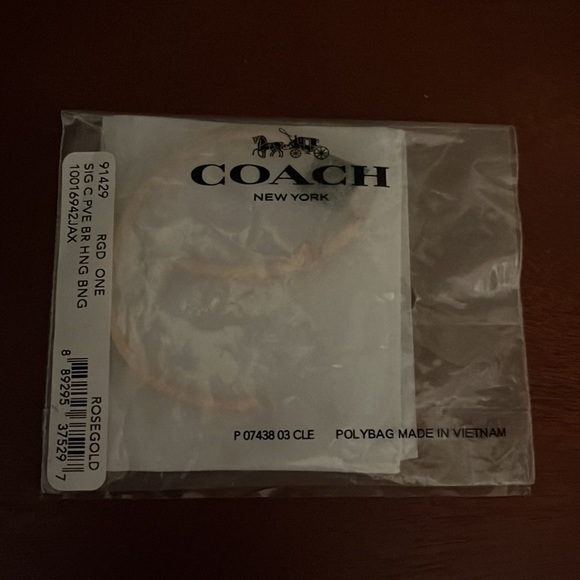 COACH
NEW YORK
91429 RGD ONE
SIG C PVE BR HNG BNG
10016942JAX
ROSEGOLD
8 89295 37529 7
P 07438 03 CLE POLYBAG MADE IN VIETNAM